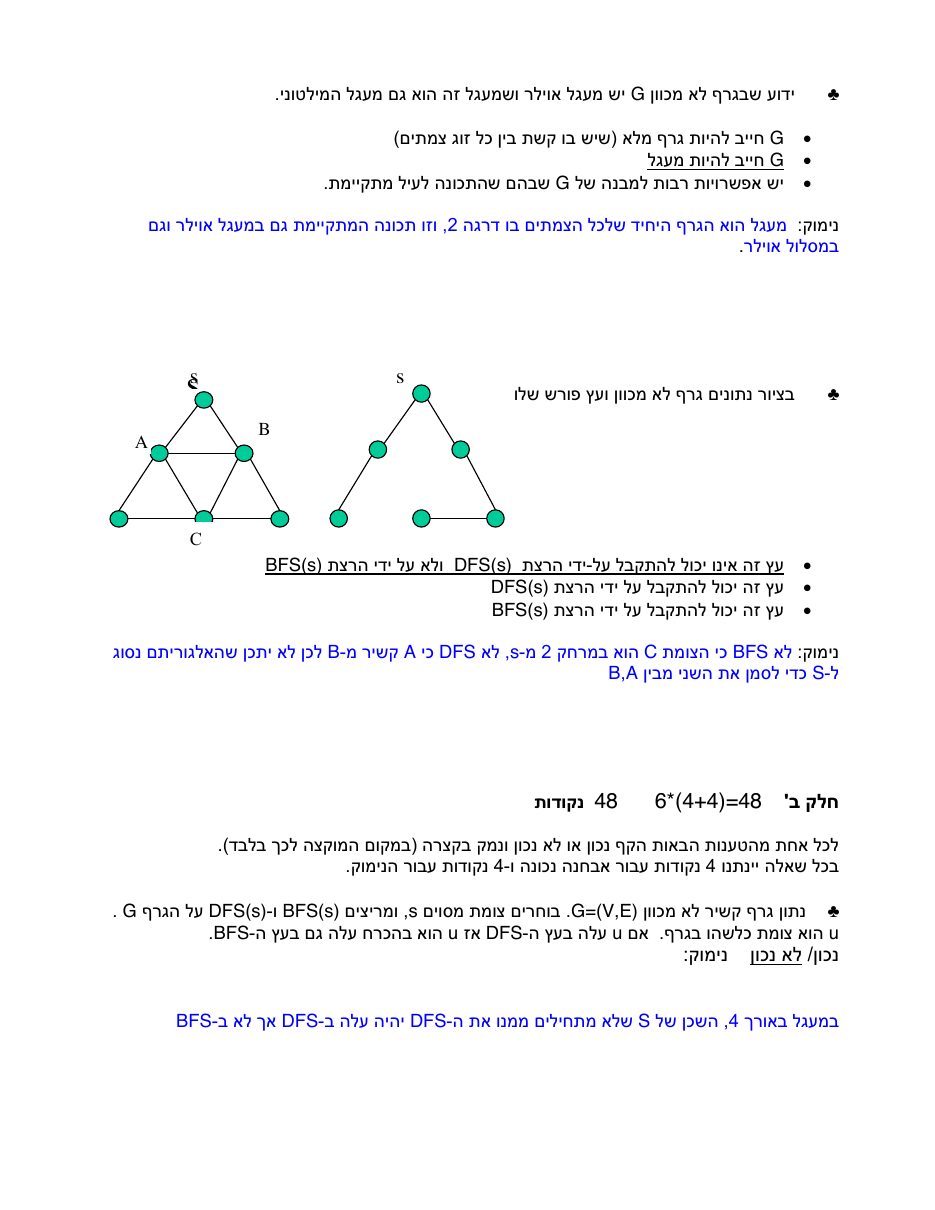 ♣ ידוע שבגרף לא מכוון G יש מעגל אוילר ושמעגל זה הוא גם מעגל המילטוני.
• G חייב להיות גרף מלא (שיש בו קשת בין כל זוג צמתים)
• G חייב להיות מעגל
• יש אפשרויות רבות למבנה של G שבהם שהתכונה לעיל מתקיימת.
נימוק: מעגל הוא הגרף היחיד שלכל הצמתים בו דרגה 2, וזו תכונה המתקיימת גם במעגל אוילר וגם
במסלול אוילר.
♣ בציור נתונים גרף לא מכוון ועץ פורש שלו
s
s
A
B
C
• עץ זה אינו יכול להתקבל על-ידי הרצת DFS(s) ולא על ידי הרצת BFS(s)
• עץ זה יכול להתקבל על ידי הרצת DFS(s)
• עץ זה יכול להתקבל על ידי הרצת BFS(s)
נימוק: לא BFS כי הצומת C הוא במרחק 2 מ-s, לא DFS כי A קשיר מ-B לכן לא יתכן שהאלגוריתם נסוג
ל-S כדי לסמן את השני מבין B,A
חלק ב' 6*(4+4)=48 48 נקודות
לכל אחת מהטענות הבאות הקף נכון או לא נכון ונמק בקצרה (במקום המוקצה לכך בלבד).
בכל שאלה יינתנו 4 נקודות עבור אבחנה נכונה ו-4 נקודות עבור הנימוק.
♣ נתון גרף קשיר לא מכוון G=(V,E). בוחרים צומת מסוים s, ומריצים BFS(s) ו-DFS(s) על הגרף G .
u הוא צומת כלשהו בגרף. אם u עלה בעץ ה-DFS אז u הוא בהכרח עלה גם בעץ ה-BFS.
נכון/ לא נכון נימוק:
במעגל באורך 4, השכן של S שלא מתחילים ממנו את ה-DFS יהיה עלה ב-DFS אך לא ב-BFS